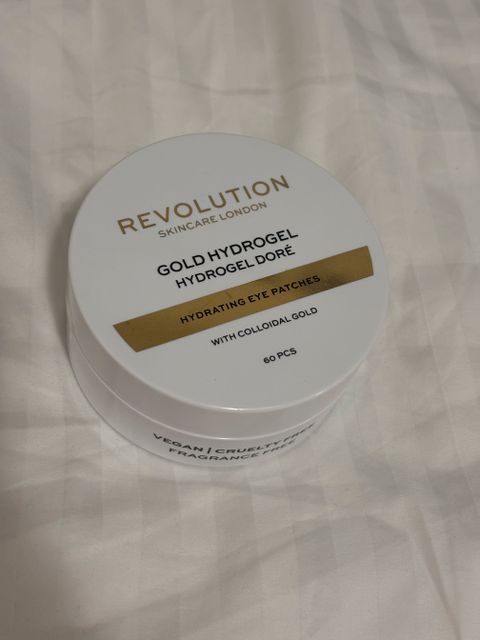 REVOLUTION
SKINCARE LONDON
GOLD HYDROGEL
HYDROGEL DORÉ
HYDRATING EYE PATCHES
WITH COLLOIDAL GOLD
60 PCS
VEGAN | CRUELTY FREE
FRAGRANCE FREE